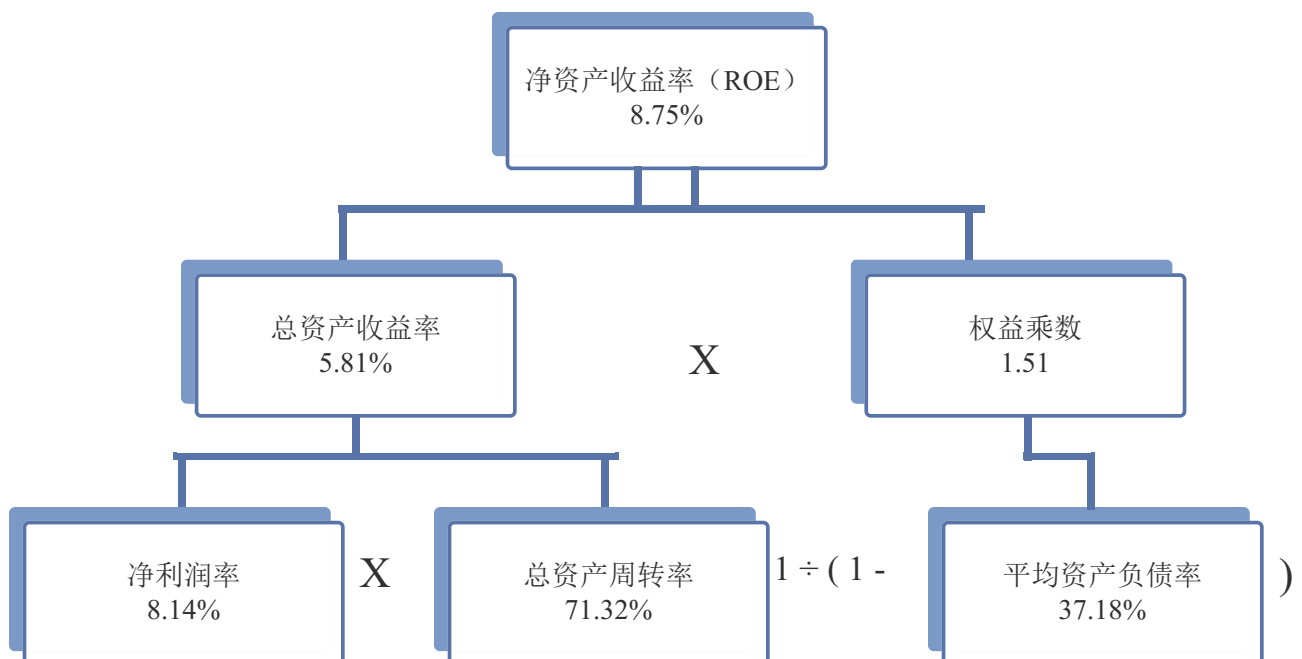 净资产收益率（ROE）
8.75%
总资产收益率
5.81%
X
权益乘数
1.51
净利润率
8.14%
X
总资产周转率
71.32%
1 ÷ ( 1 -
平均资产负债率
37.18%
)